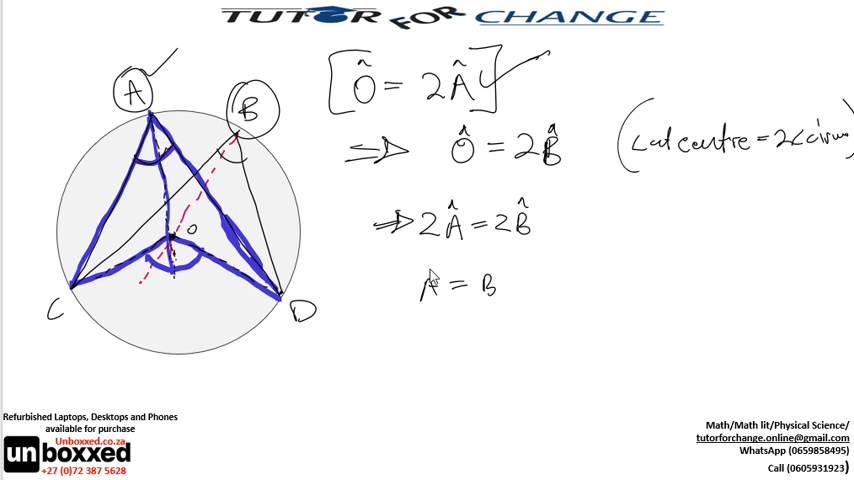 TUTOR FOR CHANGE
A
B
O
C
D
[Ô = 2Â]
⇒ Ô = 2B̂
(∠ at centre = 2∠circum
⇒ 2Â = 2B̂
A = B
Refurbished Laptops, Desktops and Phones
available for purchase
Unboxxed.co.za
unboxxed
+27 (0)72 387 5628
Math/Math lit/Physical Science/
tutorforchange.online@gmail.com
WhatsApp (0659858495)
Call (0605931923)